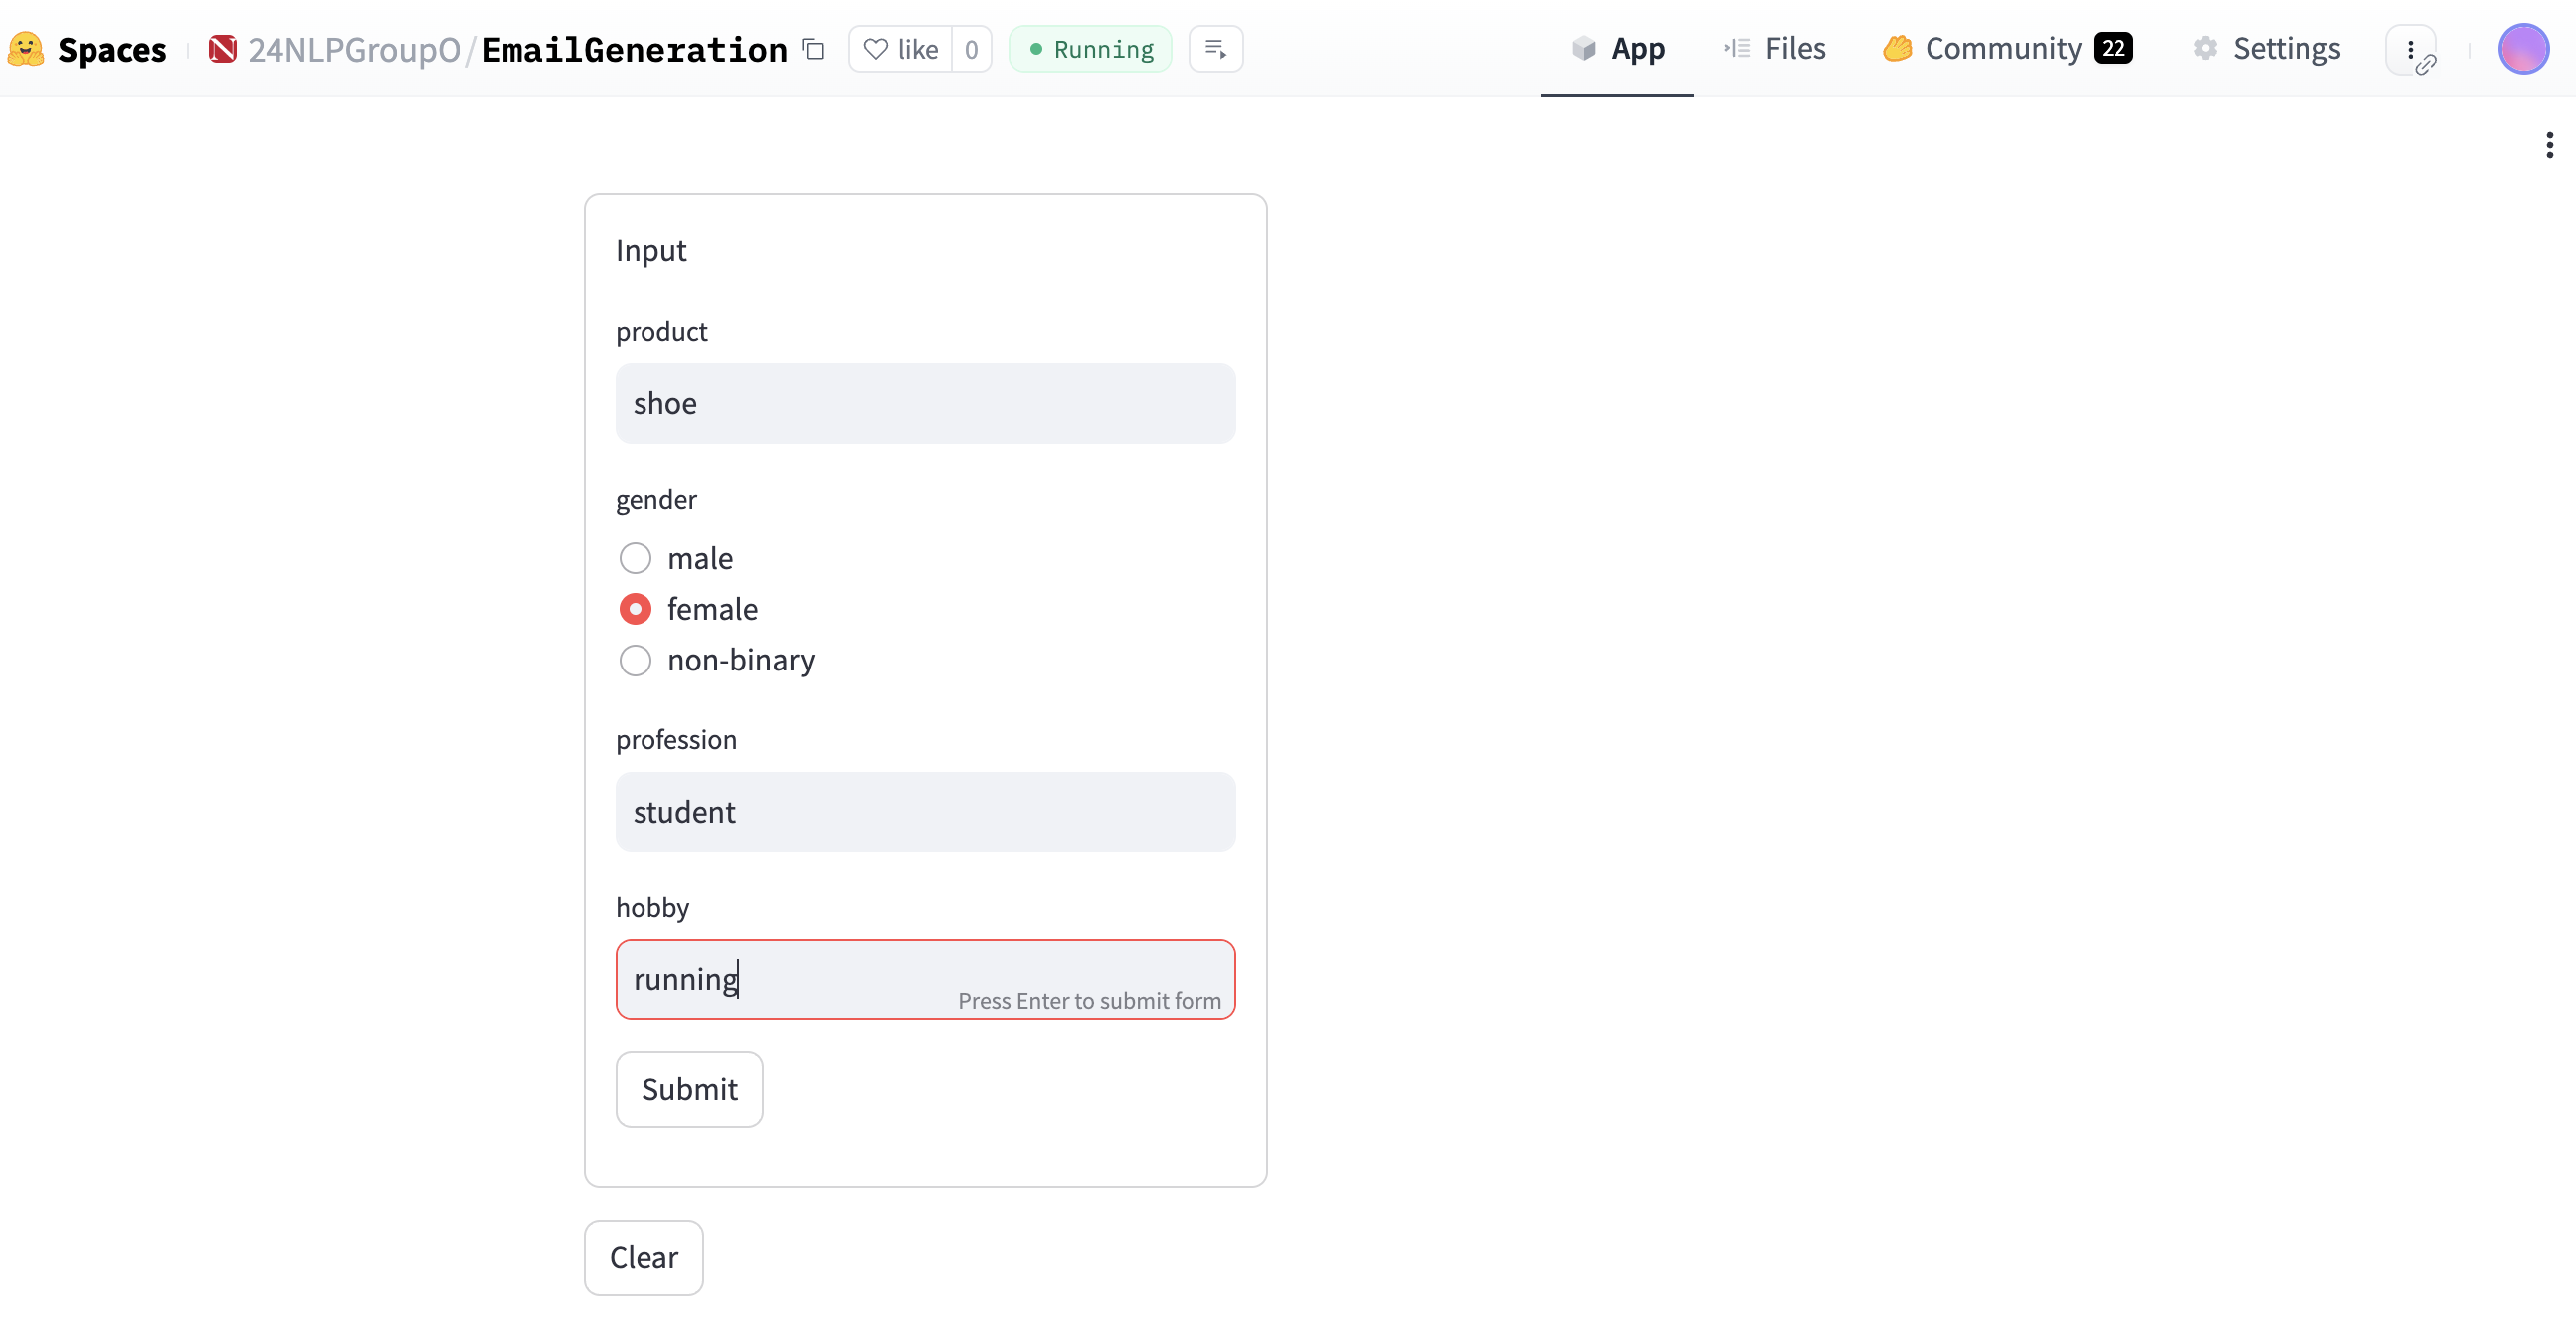 Spaces 24NLPGroupO/EmailGeneration like 0 Running App Files Community 22 Settings
Input
product
shoe
gender
male
female
non-binary
profession
student
hobby
running
Press Enter to submit form
Submit
Clear